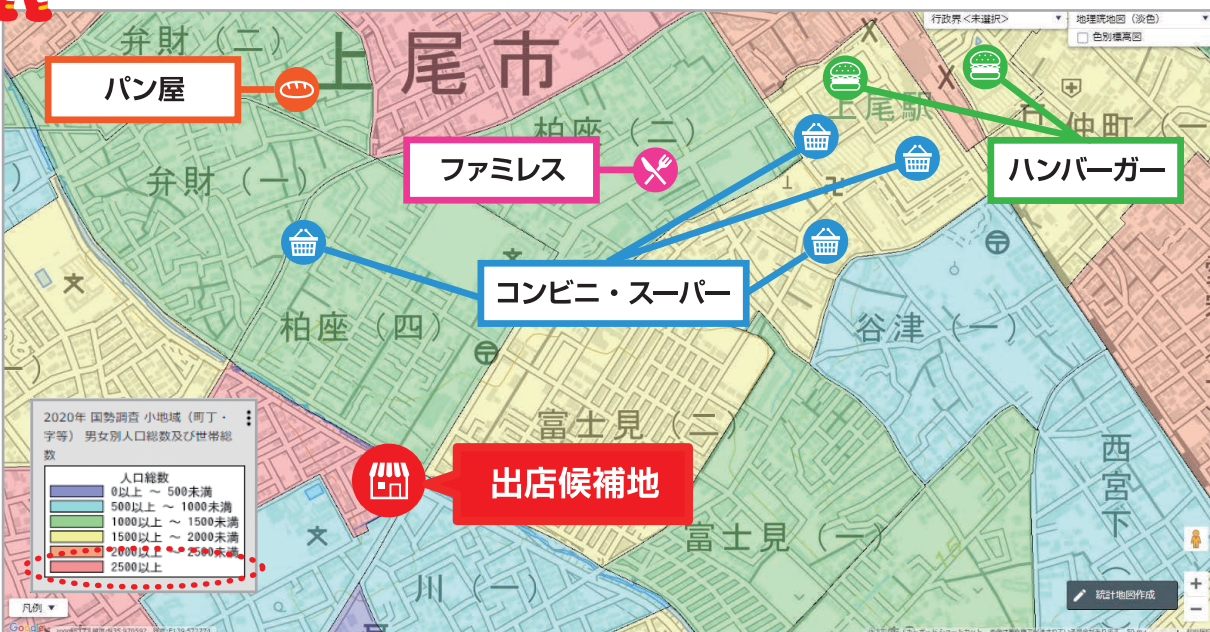 行政界<未選択>
地理院地図（淡色）
色別標高図
弁財（二）
上尾市
パン屋
上尾駅
柏座（二）
仲町（一
ファミレス
ハンバーガー
弁財（一）
コンビニ・スーパー
柏座（四）
谷津（一）
2020年 国勢調査 小地域（町丁・
字等） 男女別人口総数及び世帯総
数
人口総数
0以上 ～ 500未満
500以上 ～ 1000未満
1000以上 ～ 1500未満
1500以上 ～ 2000未満
2000以上 ～ 2500未満
2500以上
富士見（二）
出店候補地
西宮下（
富士見（一）
川（一）
統計地図作成
凡例
Google